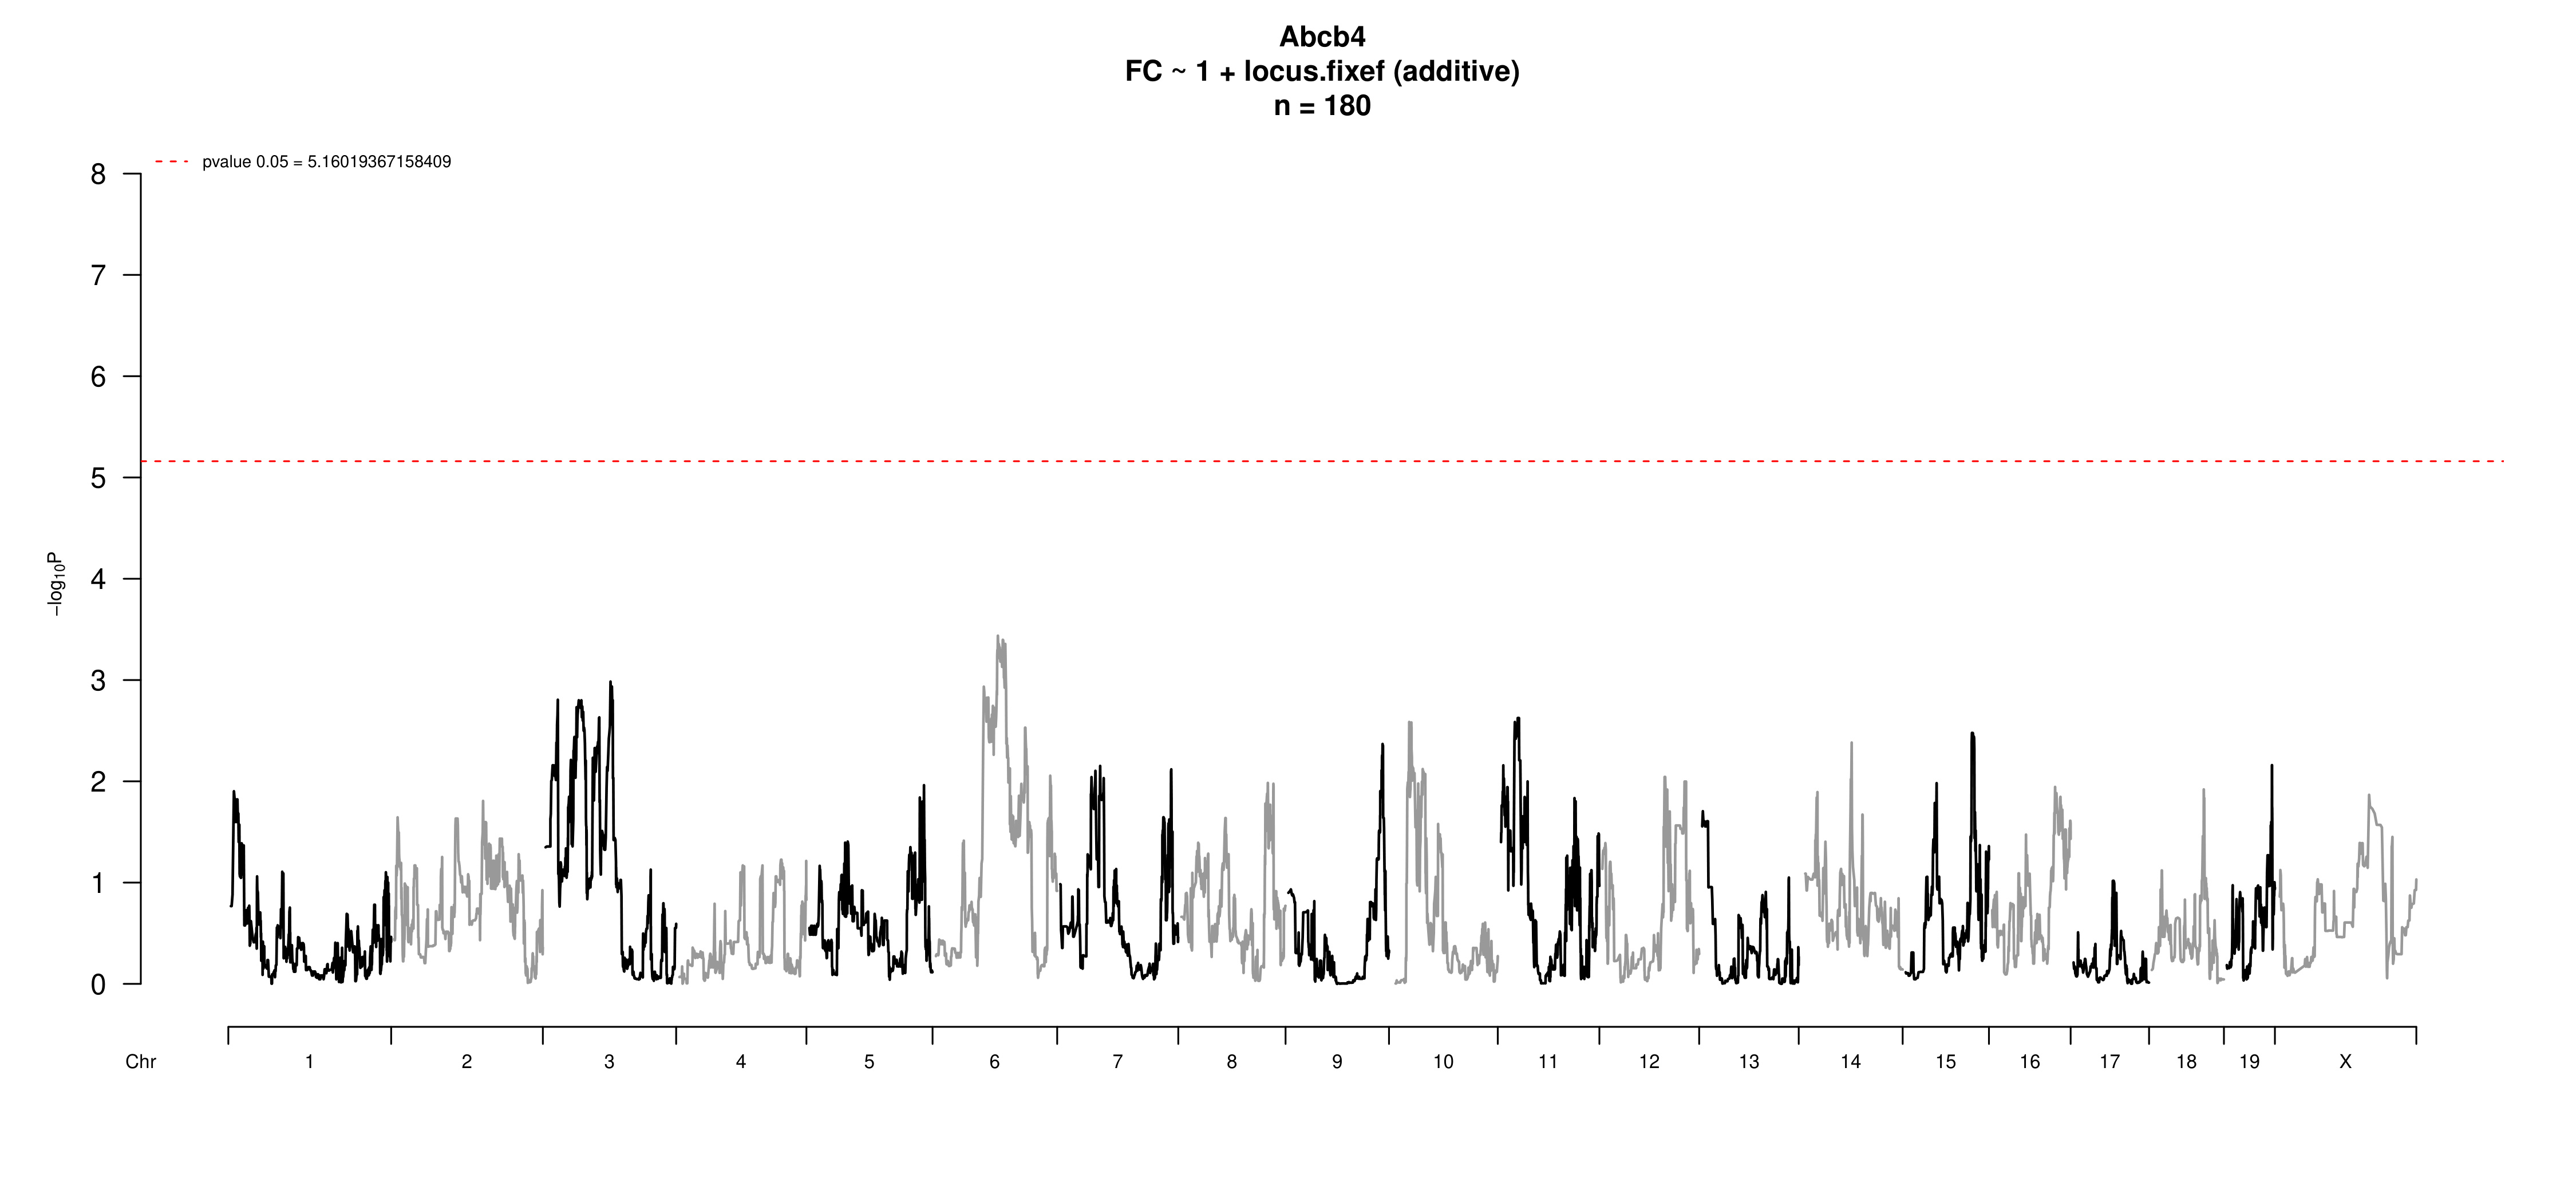 Abcb4
FC ~ 1 + locus.fixef (additive)
n = 180
pvalue 0.05 = 5.16019367158409
8
7
6
5
4
3
2
1
0
−log10P
Chr 1 2 3 4 5 6 7 8 9 10 11 12 13 14 15 16 17 18 19 X